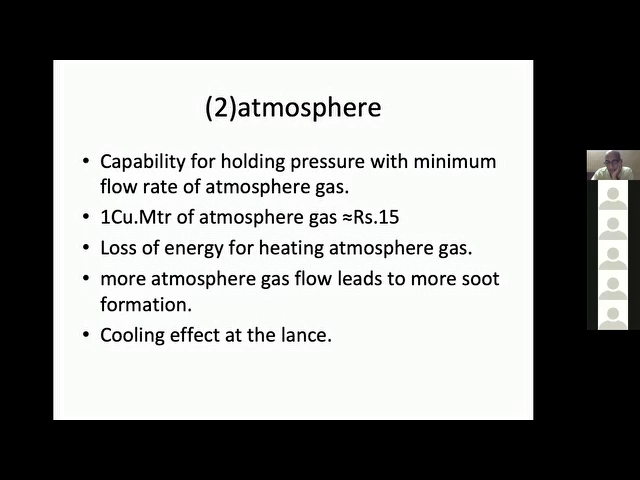 (2)atmosphere
• Capability for holding pressure with minimum
flow rate of atmosphere gas.
• 1Cu.Mtr of atmosphere gas ≈Rs.15
• Loss of energy for heating atmosphere gas.
• more atmosphere gas flow leads to more soot
formation.
• Cooling effect at the lance.